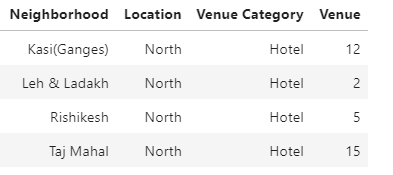 Neighborhood Location Venue Category Venue
Kasi(Ganges) North Hotel 12
Leh & Ladakh North Hotel 2
Rishikesh North Hotel 5
Taj Mahal North Hotel 15